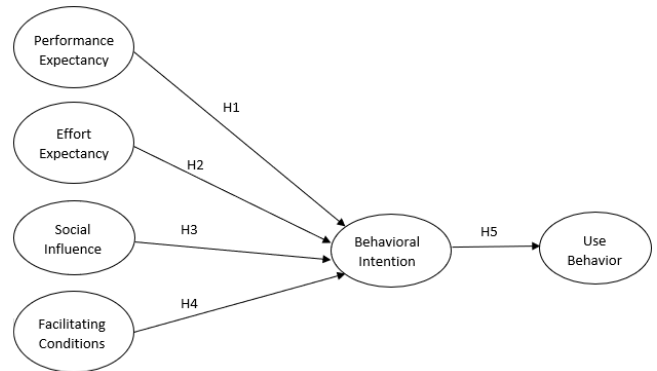 Performance
Expectancy
H1
Effort
Expectancy
H2
Social
Influence
H3
Behavioral
Intention
H5
Use
Behavior
H4
Facilitating
Conditions